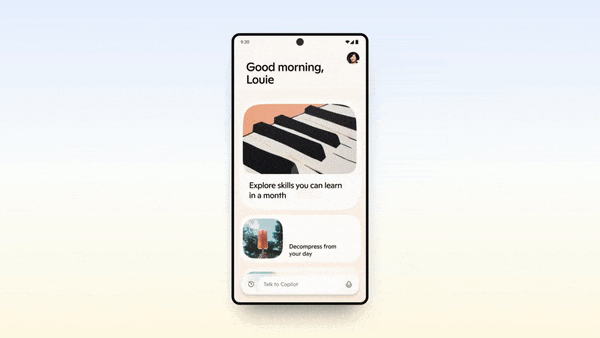 9:30
Good morning,
Louie
Explore skills you can learn
in a month
Decompress from
your day
Talk to Copilot